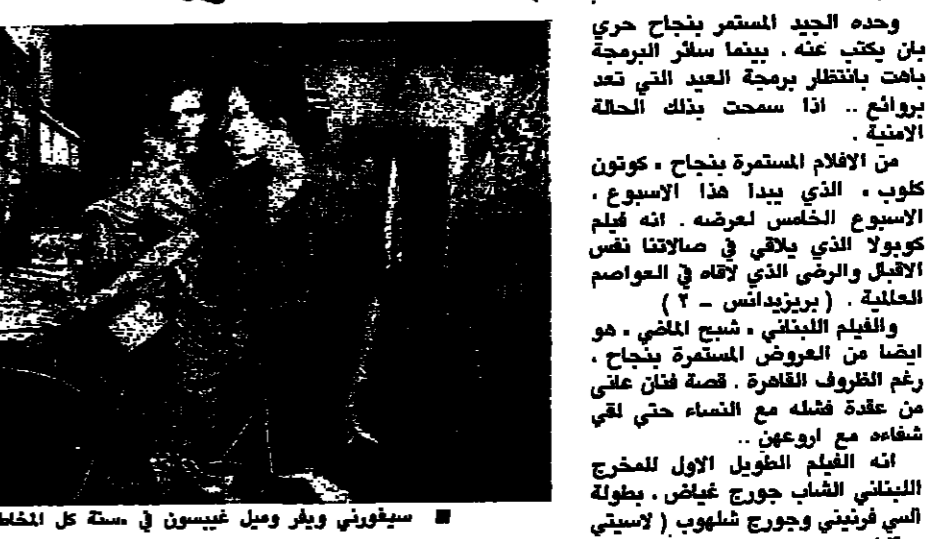 وحده الجيد المستمر بنجاح حري
بان يكتب عنه . بينما سائر البرمجة
باهت بانتظار برمجة العيد التي تعد
بروائع .. اذا سمحت بذلك الحالة
الامنية .
من الافلام المستمرة بنجاح « كوتون
كلوب » الذي يبدا هذا الاسبوع ،
الاسبوع الخامس لعرضه . انه فيلم
كوبولا الذي يلاقي في صالاتنا نفس
الاقبال والرضى الذي لاقاه في العواصم
العالمية . ( بريزيدانس - ٢ )
والفيلم اللبناني « شبح الماضي » هو
ايضا من العروض المستمرة بنجاح ،
رغم الظروف القاهرة . قصة فنان عانى
من عقدة فشله مع النساء حتى لقي
شفاءه مع اروعهن ..
انه الفيلم الطويل الاول للمخرج
اللبناني الشاب جورج غياض ، بطولة
السي فرنيني وجورج شلهوب ( لاسيتي
سيغورني ويفر وميل غيبسون في «سنة كل المخاط